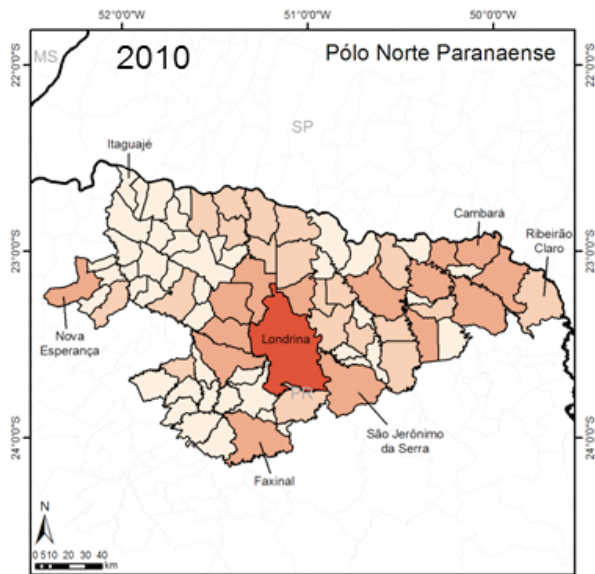 52°0'0"W 51°0'0"W 50°0'0"W
2010
Pólo Norte Paranaense
22°0'0"S
22°0'0"S
MS
SP
Itaguajé
Cambará
Ribeirão
Claro
23°0'0"S
23°0'0"S
Nova
Esperança
Londrina
PR
São Jerônimo
da Serra
24°0'0"S
24°0'0"S
Faxinal
N
0 5 10 20 30 40
km